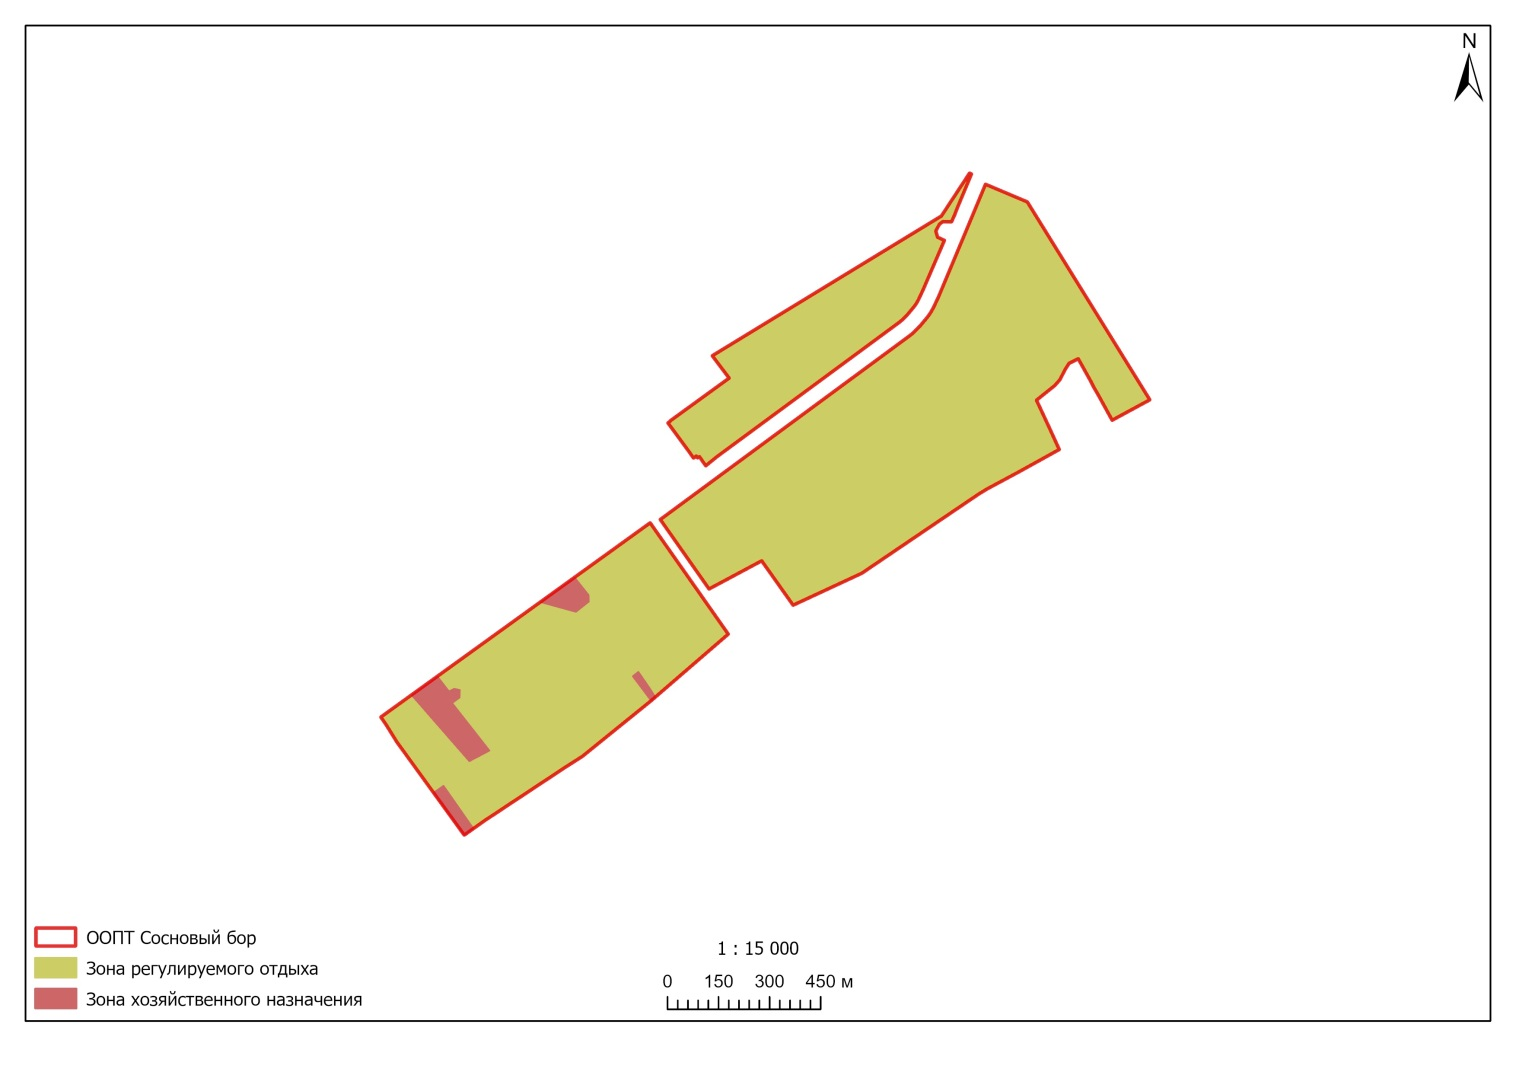 N
ООПТ Сосновый бор
Зона регулируемого отдыха
Зона хозяйственного назначения
1 : 15 000
0 150 300 450 м